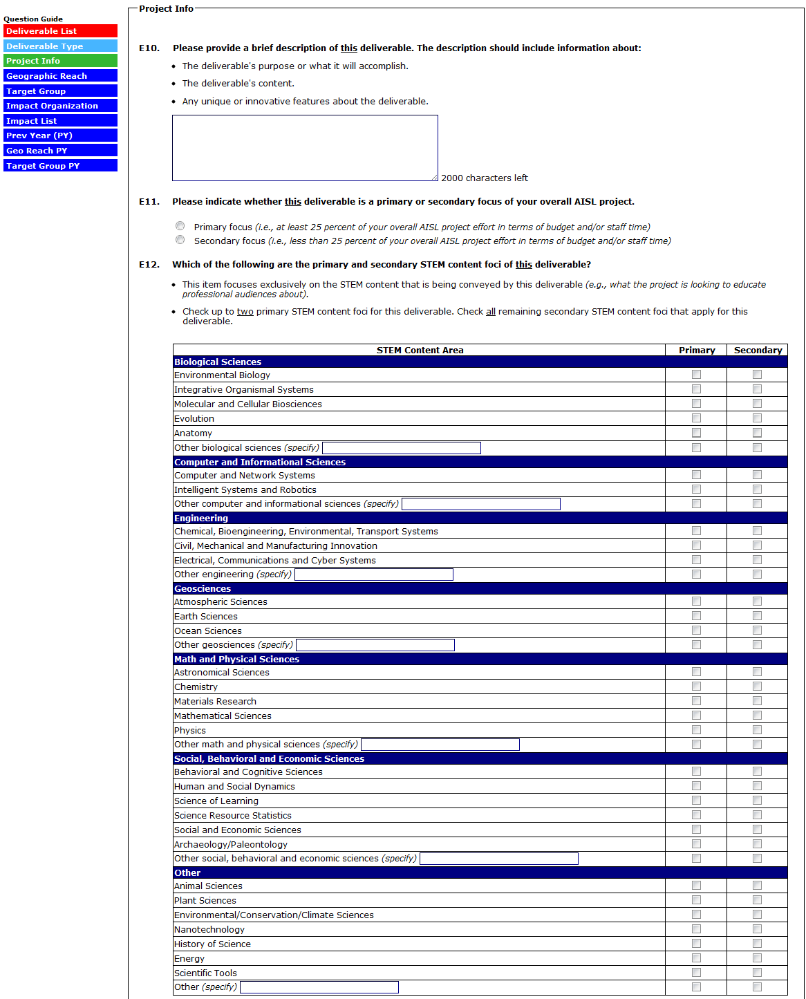 Project Info
Question Guide
Deliverable List
Deliverable Type
Project Info
Geographic Reach
Target Group
Impact Organization
Impact List
Prev Year (PY)
Geo Reach PY
Target Group PY
E10. Please provide a brief description of this deliverable. The description should include information about:
• The deliverable's purpose or what it will accomplish.
• The deliverable's content.
• Any unique or innovative features about the deliverable.
2000 characters left
E11. Please indicate whether this deliverable is a primary or secondary focus of your overall AISL project.
Primary focus (i.e., at least 25 percent of your overall AISL project effort in terms of budget and/or staff time)
Secondary focus (i.e., less than 25 percent of your overall AISL project effort in terms of budget and/or staff time)
E12. Which of the following are the primary and secondary STEM content foci of this deliverable?
• This item focuses exclusively on the STEM content that is being conveyed by this deliverable (e.g., what the project is looking to educate
professional audiences about).
• Check up to two primary STEM content foci for this deliverable. Check all remaining secondary STEM content foci that apply for this
deliverable.
STEM Content Area Primary Secondary
Biological Sciences
Environmental Biology
Integrative Organismal Systems
Molecular and Cellular Biosciences
Evolution
Anatomy
Other biological sciences (specify)
Computer and Informational Sciences
Computer and Network Systems
Intelligent Systems and Robotics
Other computer and informational sciences (specify)
Engineering
Chemical, Bioengineering, Environmental, Transport Systems
Civil, Mechanical and Manufacturing Innovation
Electrical, Communications and Cyber Systems
Other engineering (specify)
Geosciences
Atmospheric Sciences
Earth Sciences
Ocean Sciences
Other geosciences (specify)
Math and Physical Sciences
Astronomical Sciences
Chemistry
Materials Research
Mathematical Sciences
Physics
Other math and physical sciences (specify)
Social, Behavioral and Economic Sciences
Behavioral and Cognitive Sciences
Human and Social Dynamics
Science of Learning
Science Resource Statistics
Social and Economic Sciences
Archaeology/Paleontology
Other social, behavioral and economic sciences (specify)
Other
Animal Sciences
Plant Sciences
Environmental/Conservation/Climate Sciences
Nanotechnology
History of Science
Energy
Scientific Tools
Other (specify)